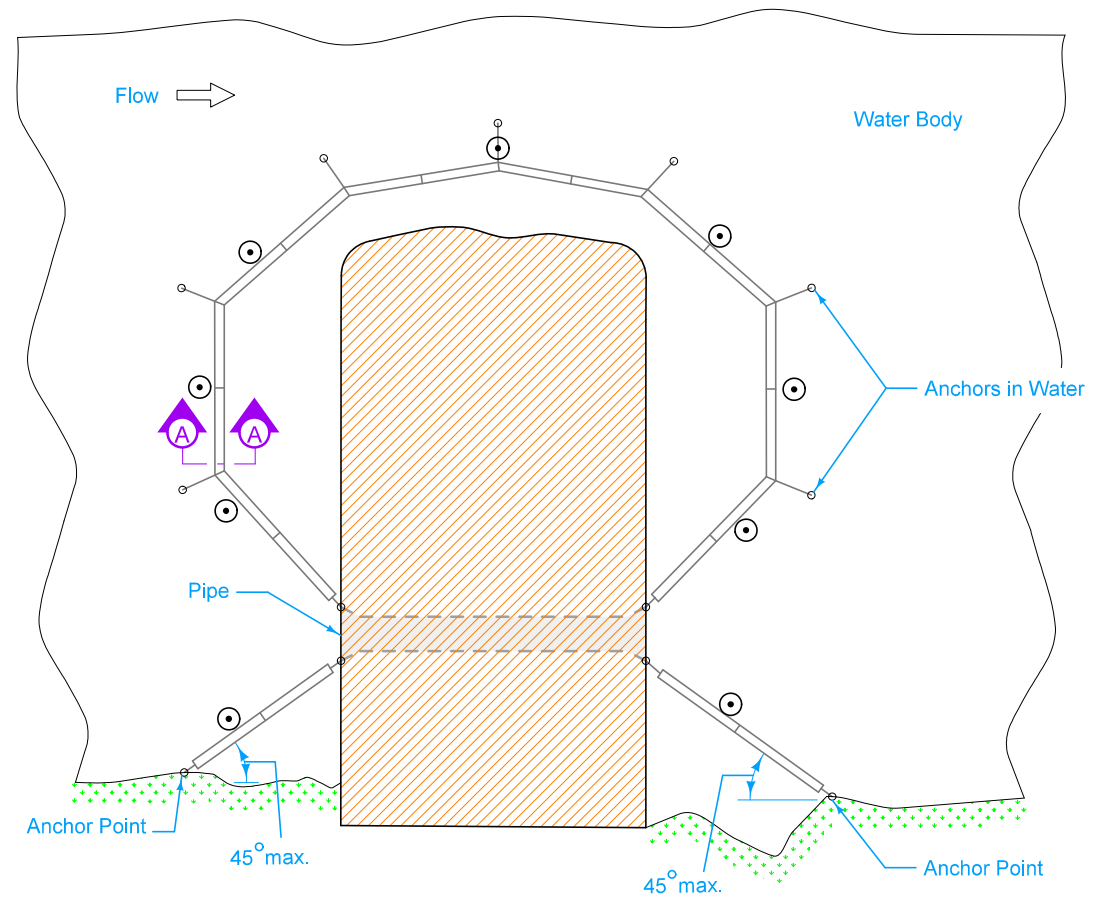 Flow
Water Body
Anchors in Water
A A
Pipe
Anchor Point
45°max.
45°max.
Anchor Point